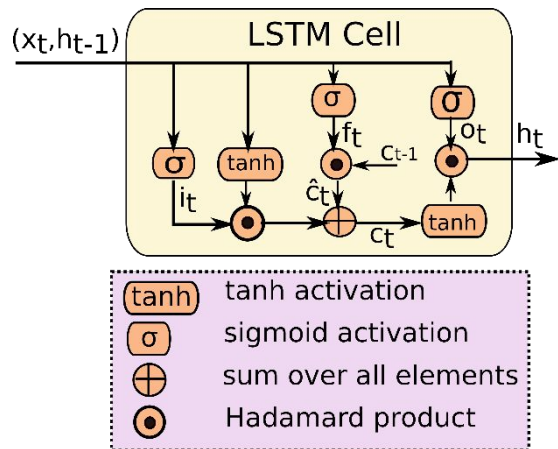 (xt,ht-1)
LSTM Cell
σ
σ
ft
ot
ht
σ
tanh
Ct-1
it
ĉt
ct
tanh
tanh tanh activation
σ sigmoid activation
sum over all elements
Hadamard product